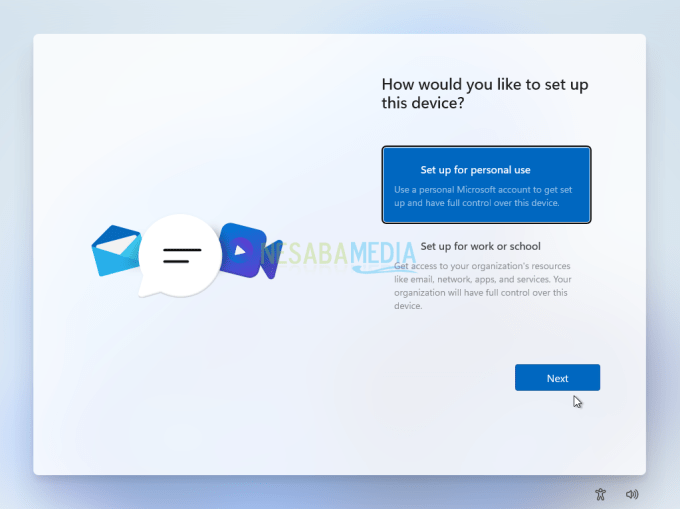 How would you like to set up
this device?
Set up for personal use
Use a personal Microsoft account to get set
up and have full control over this device.
NESABAMEDIA
Set up for work or school
Get access to your organization's resources
like email, network, apps, and services. Your
organization will have full control over this
device.
Next